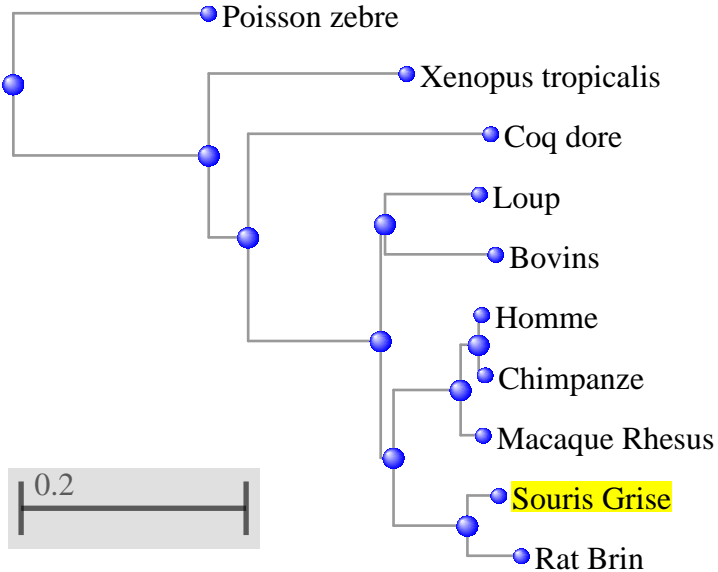 Poisson zebre
Xenopus tropicalis
Coq dore
Loup
Bovins
Homme
Chimpanze
Macaque Rhesus
0.2
Souris Grise
Rat Brin